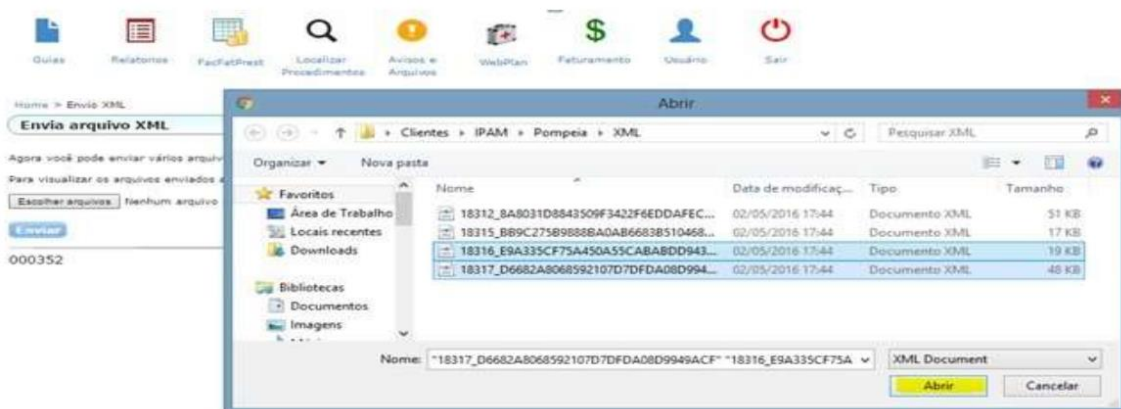 Guias
Relatorios
FacFatPrest
Localizar Procedimentos
Avisos e Arquivos
WebPlan
Faturamento
Usuário
Sair
Home > Envio XML
Envia arquivo XML
Agora você pode enviar vários arquiv
Para visualizar os arquivos enviados a
Escolher arquivos Nenhum arquivo
Enviar
000352
Abrir
Clientes IPAM Pompeia XML
Pesquisar XML
Organizar Nova pasta
Favoritos
Área de Trabalho
Locais recentes
Downloads
Bibliotecas
Documentos
Imagens
Nome Data de modificaç... Tipo Tamanho
18312_8A8031D8843509F3422F6EDDAFEC... 02/05/2016 17:44 Documento XML 51 KB
18315_BB9C275B9888BA0AB6683B510468... 02/05/2016 17:44 Documento XML 17 KB
18316_E9A335CF75A450A55CABABDD943... 02/05/2016 17:44 Documento XML 19 KB
18317_D6682A8068592107D7DFDA08D994... 02/05/2016 17:44 Documento XML 48 KB
Nome: "18317_D6682A8068592107D7DFDA08D9949ACF" "18316_E9A335CF75A
XML Document
Abrir Cancelar